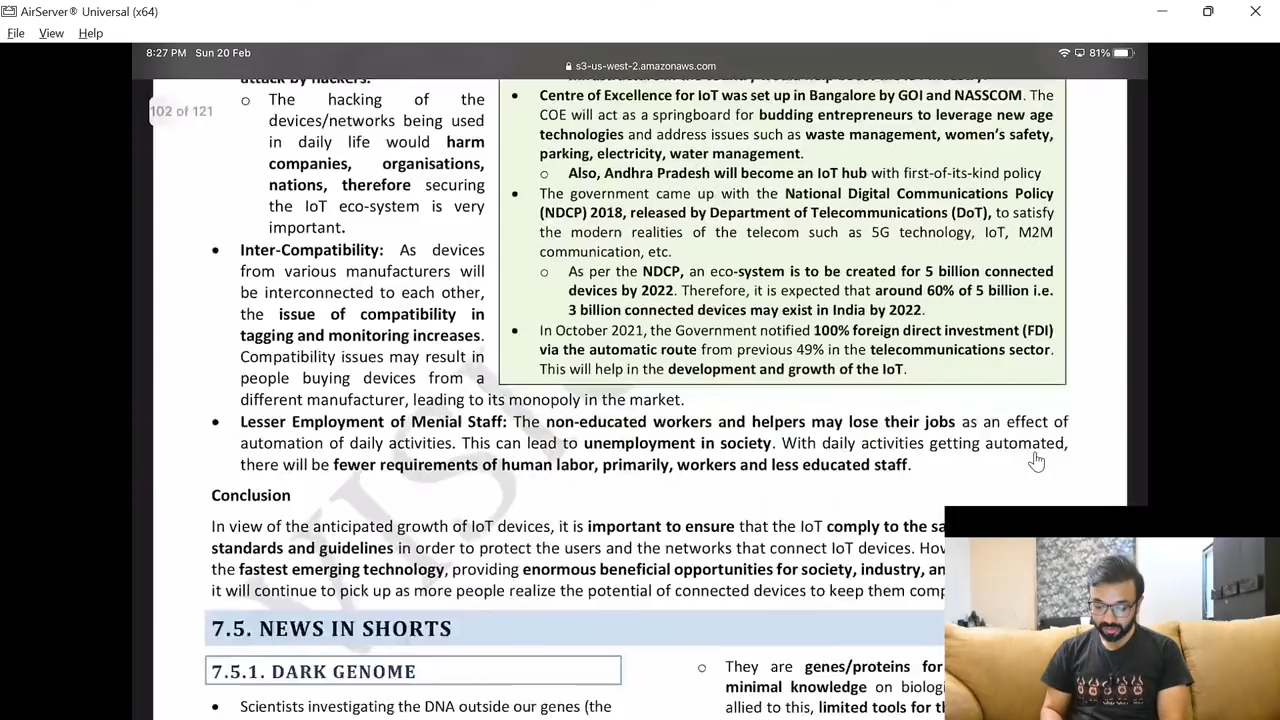 AirServer® Universal (x64)
File View Help
8:27 PM Sun 20 Feb
s3-us-west-2.amazonaws.com
81%
102 of 121
attack by hackers.
○ The hacking of the
devices/networks being used
in daily life would harm
companies, organisations,
nations, therefore securing
the IoT eco-system is very
important.
• Inter-Compatibility: As devices
from various manufacturers will
be interconnected to each other,
the issue of compatibility in
tagging and monitoring increases.
Compatibility issues may result in
people buying devices from a
different manufacturer, leading to its monopoly in the market.
• Centre of Excellence for IoT was set up in Bangalore by GOI and NASSCOM. The
COE will act as a springboard for budding entrepreneurs to leverage new age
technologies and address issues such as waste management, women's safety,
parking, electricity, water management.
○ Also, Andhra Pradesh will become an IoT hub with first-of-its-kind policy
• The government came up with the National Digital Communications Policy
(NDCP) 2018, released by Department of Telecommunications (DoT), to satisfy
the modern realities of the telecom such as 5G technology, IoT, M2M
communication, etc.
○ As per the NDCP, an eco-system is to be created for 5 billion connected
devices by 2022. Therefore, it is expected that around 60% of 5 billion i.e.
3 billion connected devices may exist in India by 2022.
• In October 2021, the Government notified 100% foreign direct investment (FDI)
via the automatic route from previous 49% in the telecommunications sector.
This will help in the development and growth of the IoT.
• Lesser Employment of Menial Staff: The non-educated workers and helpers may lose their jobs as an effect of
automation of daily activities. This can lead to unemployment in society. With daily activities getting automated,
there will be fewer requirements of human labor, primarily, workers and less educated staff.
Conclusion
In view of the anticipated growth of IoT devices, it is important to ensure that the IoT comply to the
standards and guidelines in order to protect the users and the networks that connect IoT devices.
the fastest emerging technology, providing enormous beneficial opportunities for society, industry,
it will continue to pick up as more people realize the potential of connected devices to keep them
7.5. NEWS IN SHORTS
7.5.1. DARK GENOME
• Scientists investigating the DNA outside our genes (the
○ They are genes/proteins for
minimal knowledge on
allied to this, limited tools for